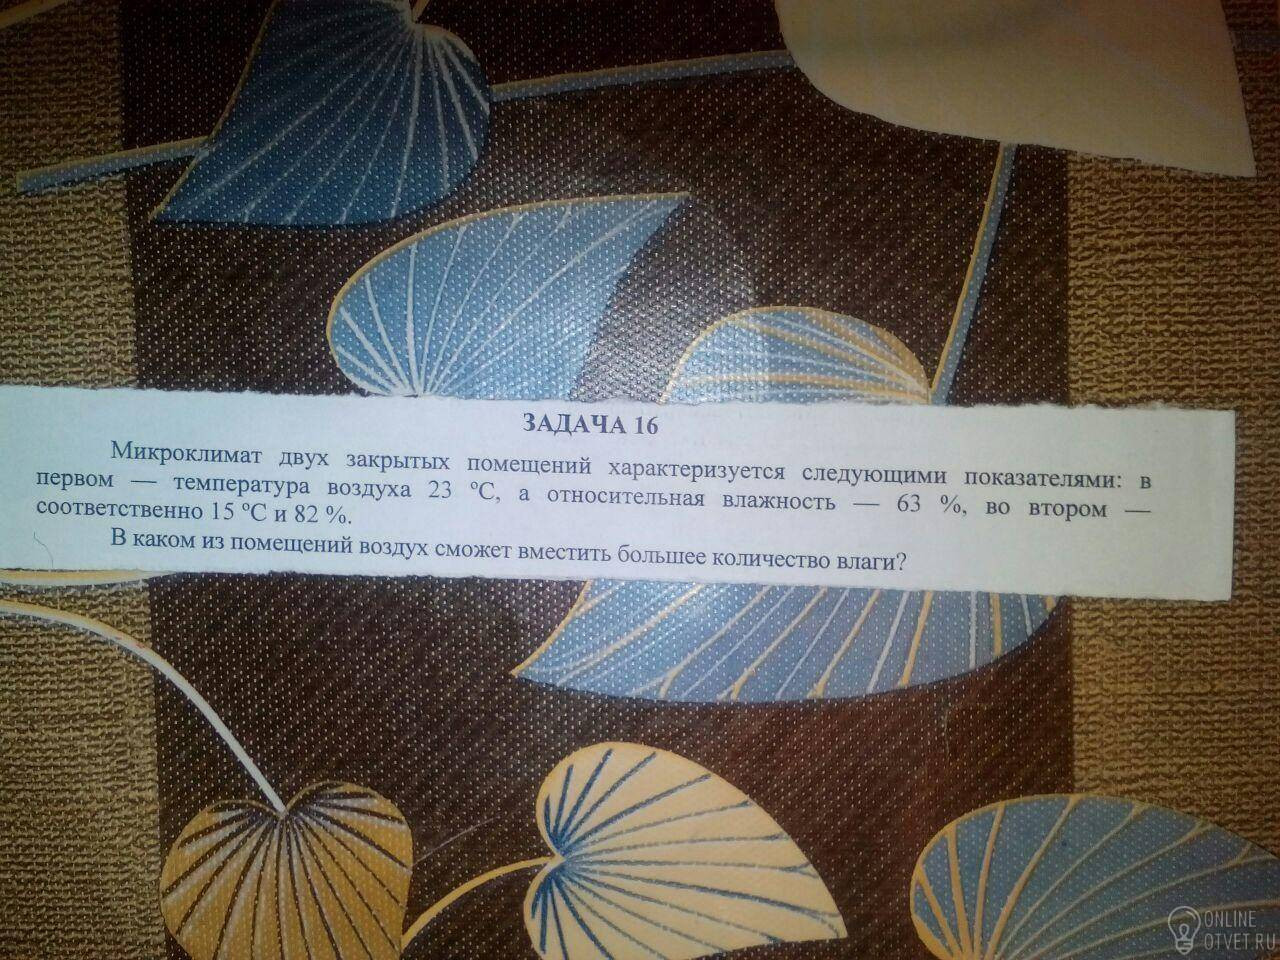 ЗАДАЧА 16
Микроклимат двух закрытых помещений характеризуется следующими показателями: в
первом — температура воздуха 23 °С, а относительная влажность — 63 %, во втором —
соответственно 15 °С и 82 %.
В каком из помещений воздух сможет вместить большее количество влаги?
ONLINE
OTVET.RU